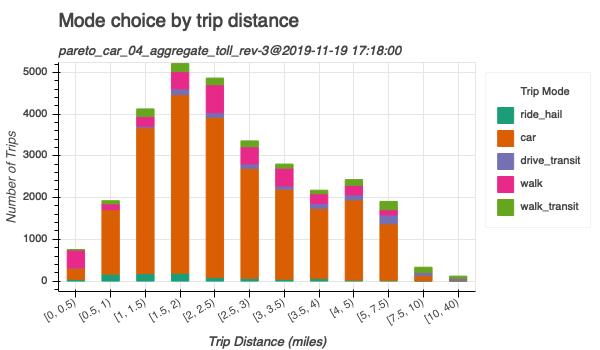 Mode choice by trip distance
pareto_car_04_aggregate_toll_rev-3@2019-11-19 17:18:00
Number of Trips
5000
4000
3000
2000
1000
0
[0, 0.5)
[0.5, 1)
[1, 1.5)
[1.5, 2)
[2, 2.5)
[2.5, 3)
[3, 3.5)
[3.5, 4)
[4, 5)
[5, 7.5)
[7.5, 10)
[10, 40)
Trip Distance (miles)
Trip Mode
ride_hail
car
drive_transit
walk
walk_transit